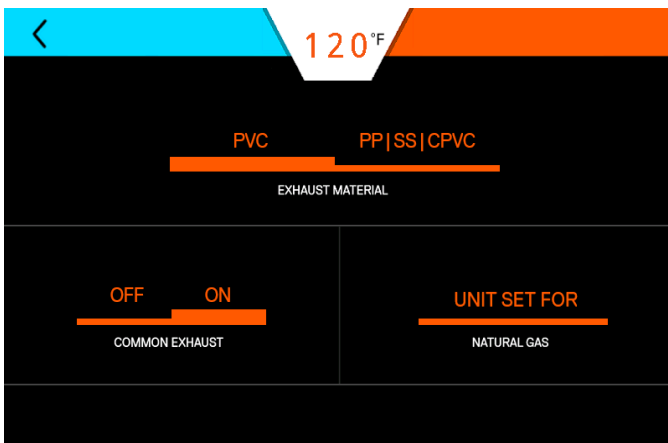 120°F
PVC PP|SS|CPVC
EXHAUST MATERIAL
OFF ON
COMMON EXHAUST
UNIT SET FOR
NATURAL GAS